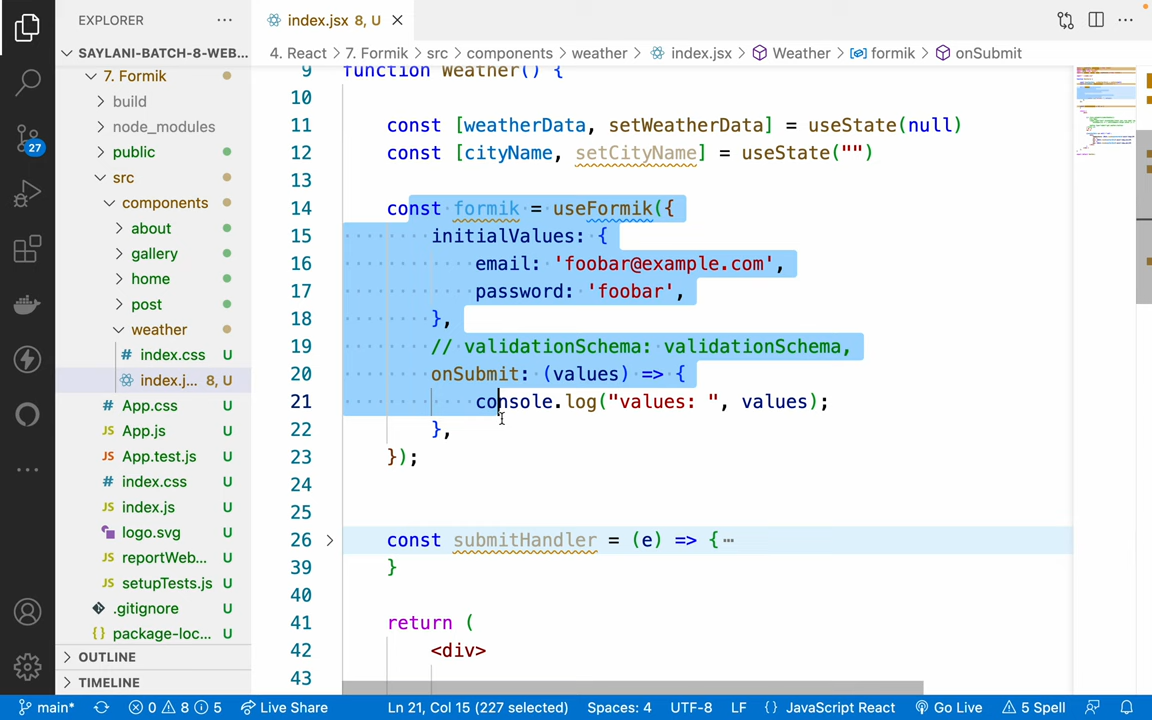 EXPLORER
index.jsx 8, U
SAYLANI-BATCH-8-WEB...
4. React > 7. Formik > src > components > weather > index.jsx > Weather > formik > onSubmit
7. Formik
build
node_modules
public
src
components
about
gallery
home
post
weather
index.css U
index.j... 8, U
App.css U
App.js U
App.test.js U
index.css U
index.js U
logo.svg U
reportWeb... U
setupTests.js U
.gitignore U
package-loc... U
OUTLINE
TIMELINE
9 function Weather() {
10
11 const [weatherData, setWeatherData] = useState(null)
12 const [cityName, setCityName] = useState("")
13
14 const formik = useFormik({
15 initialValues: {
16 email: 'foobar@example.com',
17 password: 'foobar',
18 },
19 // validationSchema: validationSchema,
20 onSubmit: (values) => {
21 console.log("values: ", values);
22 },
23 });
24
25
26 const submitHandler = (e) => {⋯
39 }
40
41 return (
42 <div>
43
27
main* 0 8 5 Live Share Ln 21, Col 15 (227 selected) Spaces: 4 UTF-8 LF {} JavaScript React Go Live 5 Spell